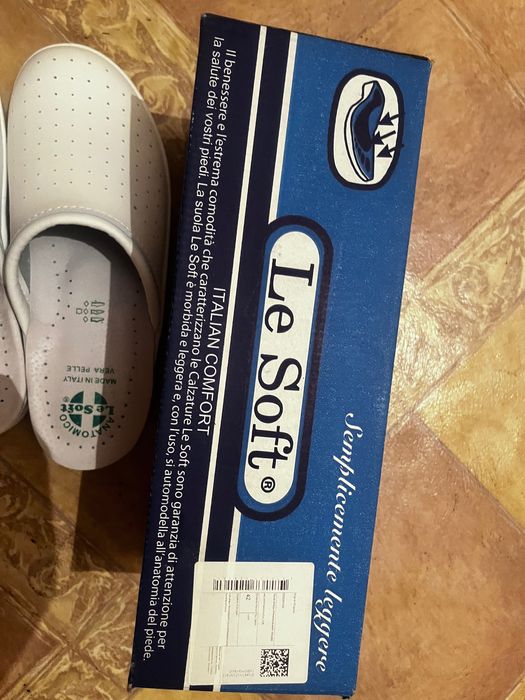 Le Soft®
Semplicemente leggere
ITALIAN COMFORT
Il benessere e l'estrema comodità che caratterizzano le Calzature Le Soft sono garanzia di attenzione per
la salute dei vostri piedi. La suola Le Soft è morbida e leggera e, con l'uso, si automodella all'anatomia del piede.
42
ANATOMICO
Le Soft®
MADE IN ITALY
VERA PELLE